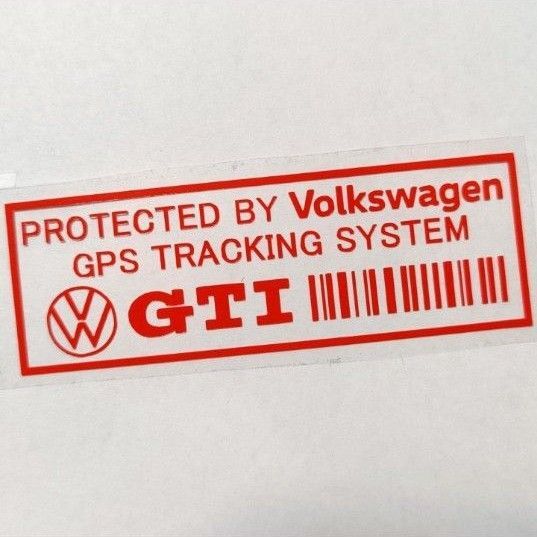 PROTECTED BY Volkswagen
GPS TRACKING SYSTEM
GTI